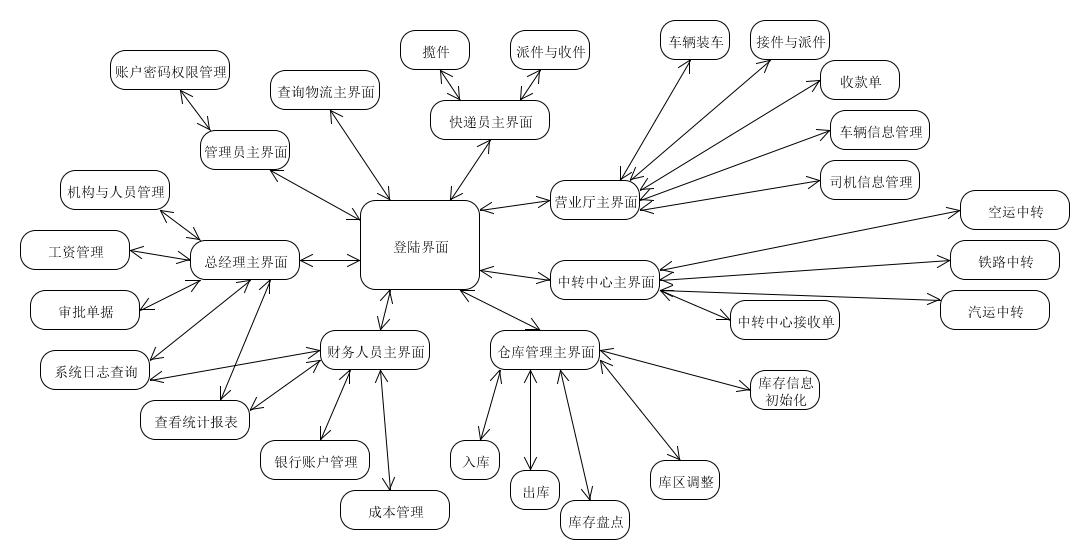 揽件
派件与收件
车辆装车
接件与派件
账户密码权限管理
查询物流主界面
收款单
快递员主界面
车辆信息管理
管理员主界面
机构与人员管理
司机信息管理
营业厅主界面
空运中转
登陆界面
工资管理
总经理主界面
中转中心主界面
铁路中转
审批单据
汽运中转
中转中心接收单
财务人员主界面
仓库管理主界面
系统日志查询
库存信息
初始化
查看统计报表
银行账户管理
入库
库区调整
出库
成本管理
库存盘点